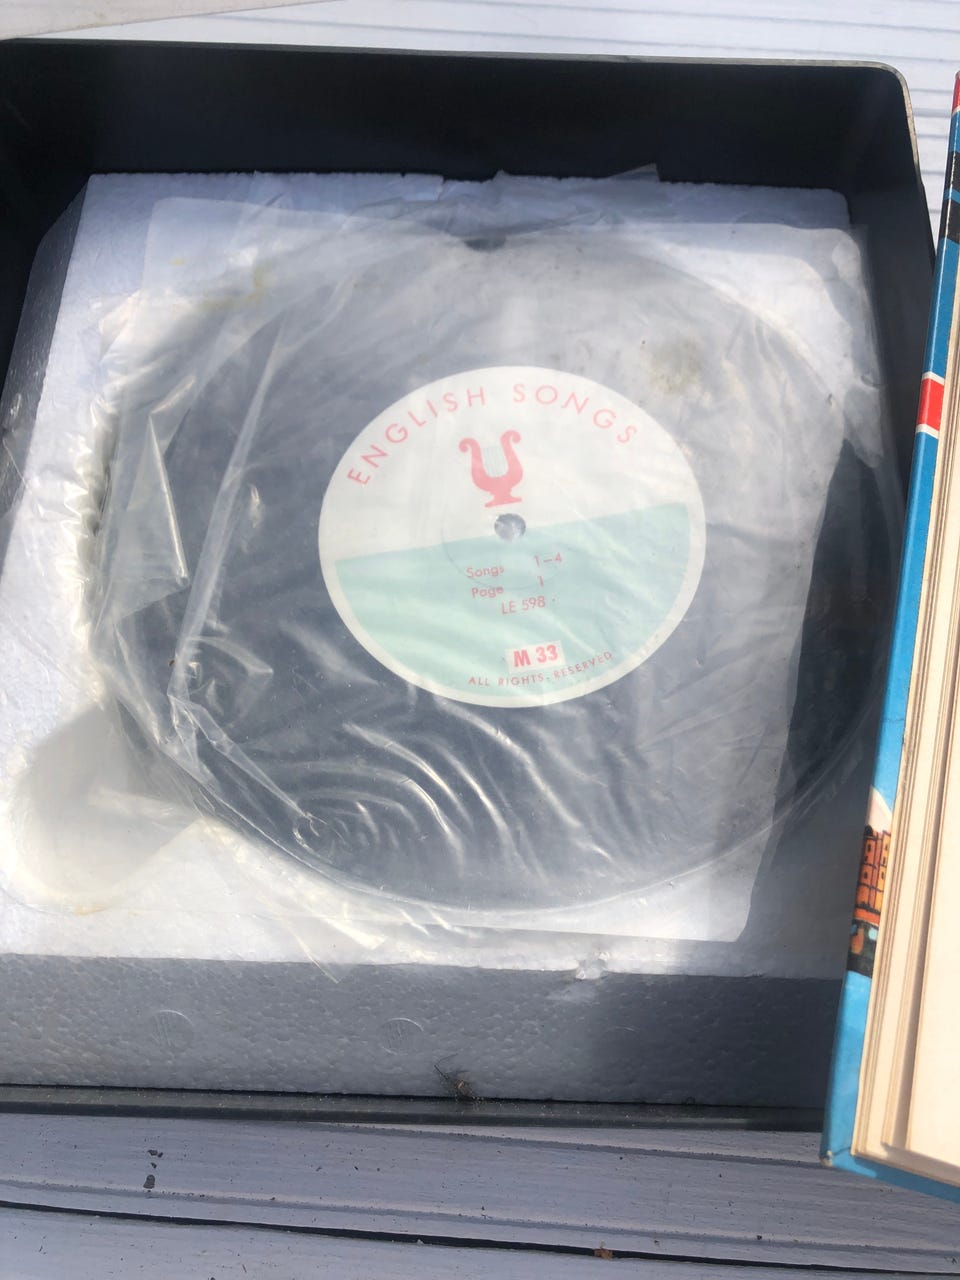 ENGLISH SONGS
Songs 1-4
Page 1
LE 598
M 33
ALL RIGHTS. RESERVED